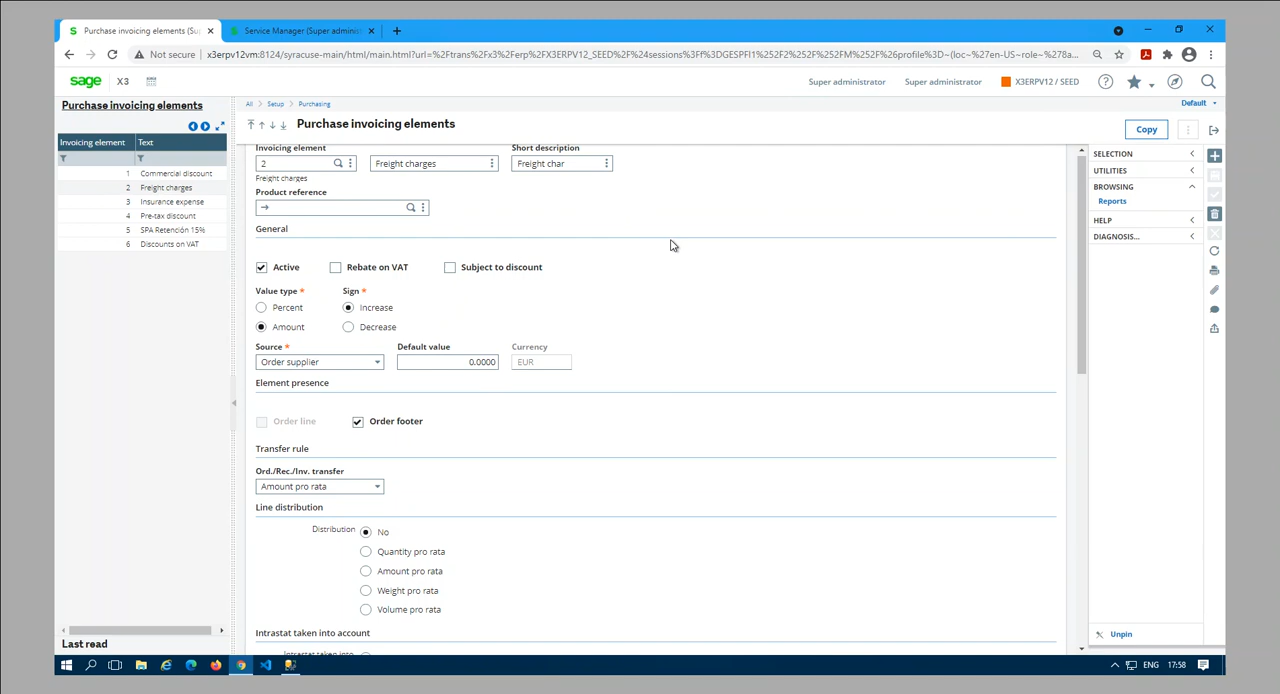 Purchase invoicing elements (Su
Service Manager (Super adminis
Not secure
x3erpv12vm:8124/syracuse-main/html/main.html?url=%2Ftrans%2Fx3%2Ferp%2FX3ERPV12_SEED%2F%24sessions%3Ff%3DGESPFI1%252F2%252F%252FM%252F%26profile%3D~(loc~%27en-US~role~%278a...
sage X3
Super administrator
Super administrator
X3ERPV12 / SEED
Purchase invoicing elements
All > Setup > Purchasing
Default
Purchase invoicing elements
Copy
Invoicing element Text
1 Commercial discount
2 Freight charges
3 Insurance expense
4 Pre-tax discount
5 SPA Retención 15%
6 Discounts on VAT
Last read
Invoicing element Short description
2 Freight charges Freight char
Freight charges
Product reference
General
Active Rebate on VAT Subject to discount
Value type * Sign *
Percent Increase
Amount Decrease
Source * Default value Currency
Order supplier 0.0000 EUR
Element presence
Order line Order footer
Transfer rule
Ord./Rec./Inv. transfer
Amount pro rata
Line distribution
Distribution No
Quantity pro rata
Amount pro rata
Weight pro rata
Volume pro rata
Intrastat taken into account
Intrastat taken into
SELECTION
UTILITIES
BROWSING
Reports
HELP
DIAGNOSIS...
Unpin
ENG 17:58